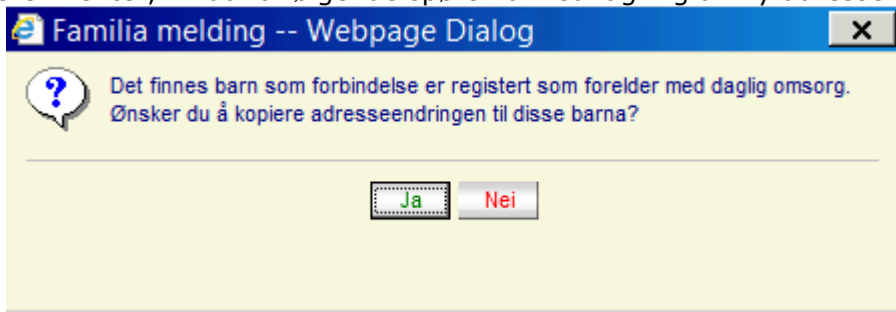 Familia melding -- Webpage Dialog
Det finnes barn som forbindelse er registert som forelder med daglig omsorg.
Ønsker du å kopiere adresseendringen til disse barna?
Ja Nei